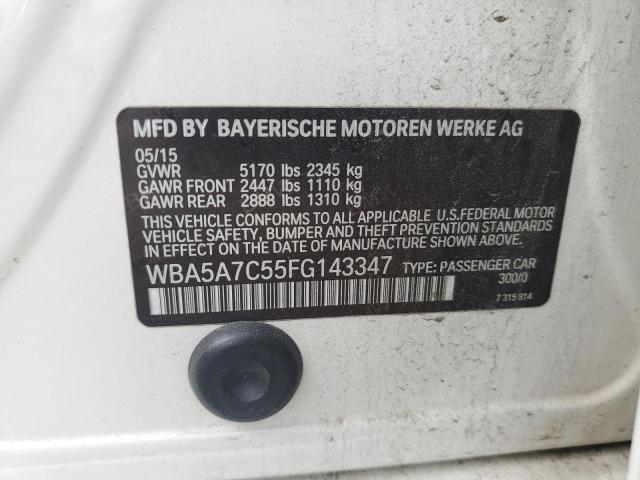 MFD BY BAYERISCHE MOTOREN WERKE AG
05/15
GVWR 5170 lbs 2345 kg
GAWR FRONT 2447 lbs 1110 kg
GAWR REAR 2888 lbs 1310 kg
THIS VEHICLE CONFORMS TO ALL APPLICABLE U.S.FEDERAL MOTOR
VEHICLE SAFETY, BUMPER AND THEFT PREVENTION STANDARDS
IN EFFECT ON THE DATE OF MANUFACTURE SHOWN ABOVE.
WBA5A7C55FG143347 TYPE: PASSENGER CAR
300/0
7 315 814